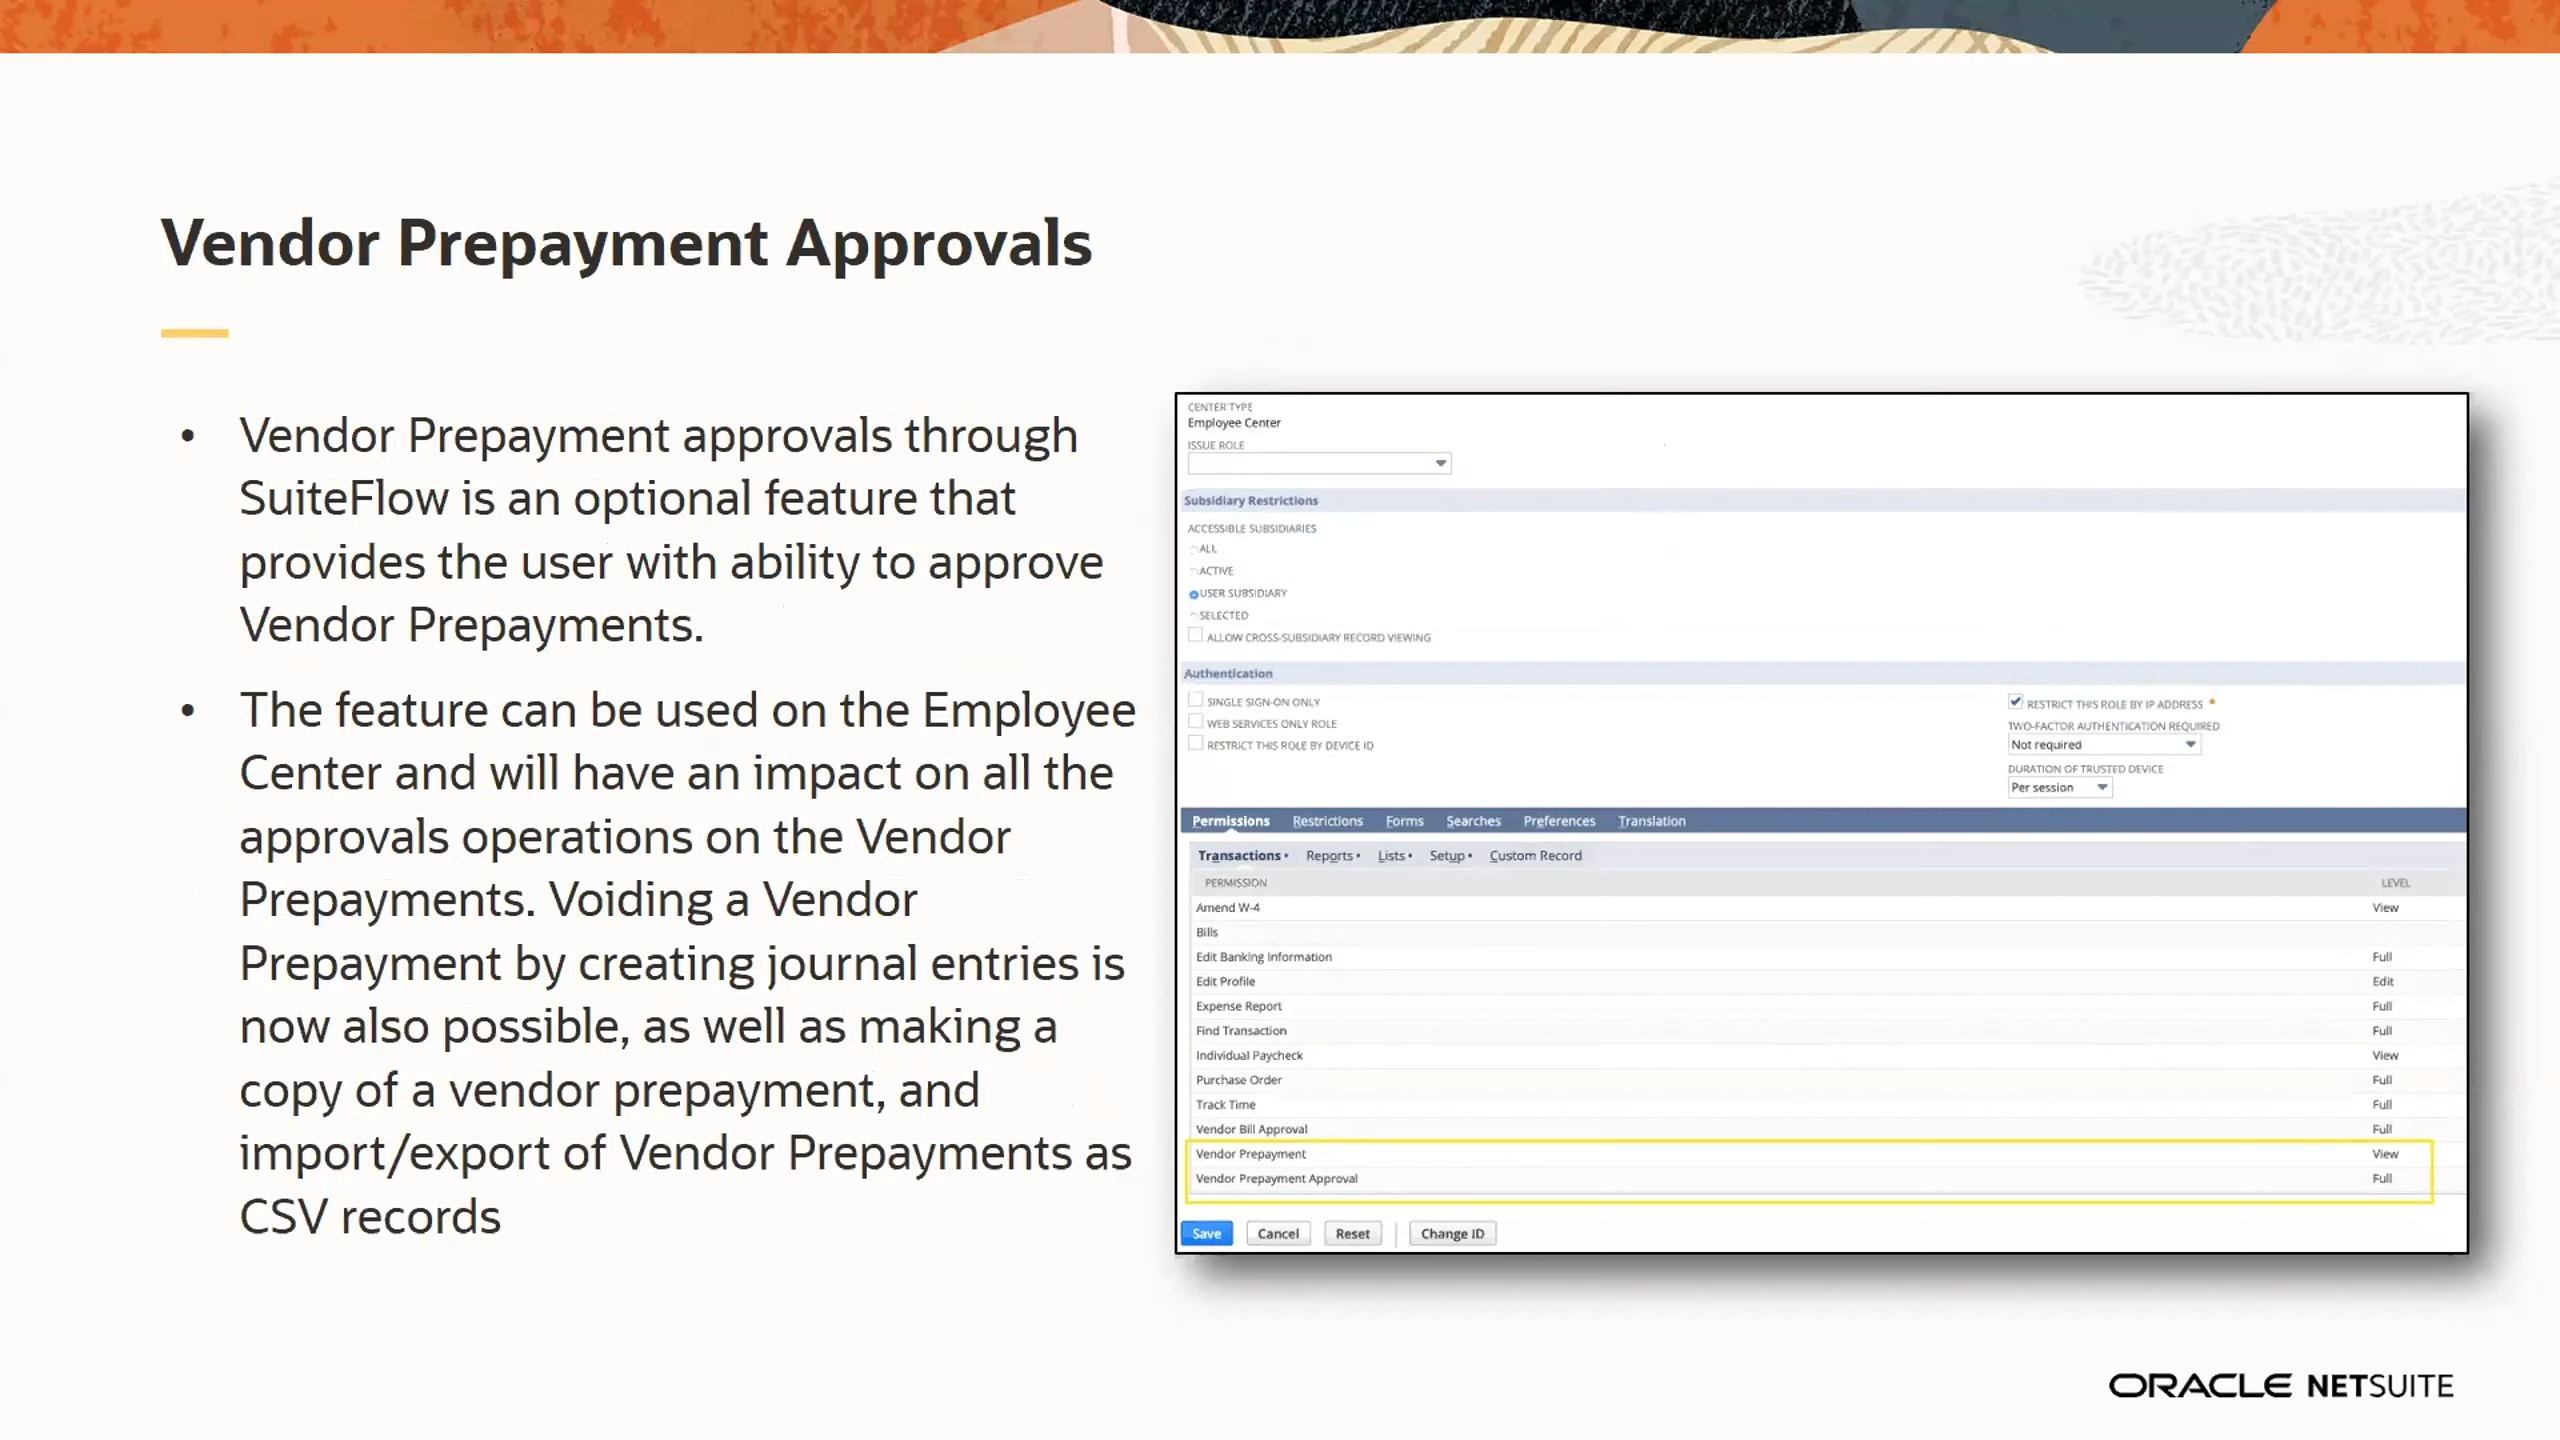 Vendor Prepayment Approvals
• Vendor Prepayment approvals through
SuiteFlow is an optional feature that
provides the user with ability to approve
Vendor Prepayments.
• The feature can be used on the Employee
Center and will have an impact on all the
approvals operations on the Vendor
Prepayments. Voiding a Vendor
Prepayment by creating journal entries is
now also possible, as well as making a
copy of a vendor prepayment, and
import/export of Vendor Prepayments as
CSV records
CENTER TYPE
Employee Center
ISSUE ROLE
Subsidiary Restrictions
ACCESSIBLE SUBSIDIARIES
ALL
ACTIVE
USER SUBSIDIARY
SELECTED
ALLOW CROSS-SUBSIDIARY RECORD VIEWING
Authentication
SINGLE SIGN-ON ONLY
WEB SERVICES ONLY ROLE
RESTRICT THIS ROLE BY DEVICE ID
RESTRICT THIS ROLE BY IP ADDRESS *
TWO-FACTOR AUTHENTICATION REQUIRED
Not required
DURATION OF TRUSTED DEVICE
Per session
Permissions Restrictions Forms Searches Preferences Translation
Transactions • Reports • Lists • Setup • Custom Record
PERMISSION LEVEL
Amend W-4 View
Bills
Edit Banking Information Full
Edit Profile Edit
Expense Report Full
Find Transaction Full
Individual Paycheck View
Purchase Order Full
Track Time Full
Vendor Bill Approval Full
Vendor Prepayment View
Vendor Prepayment Approval Full
Save Cancel Reset Change ID
ORACLE NETSUITE